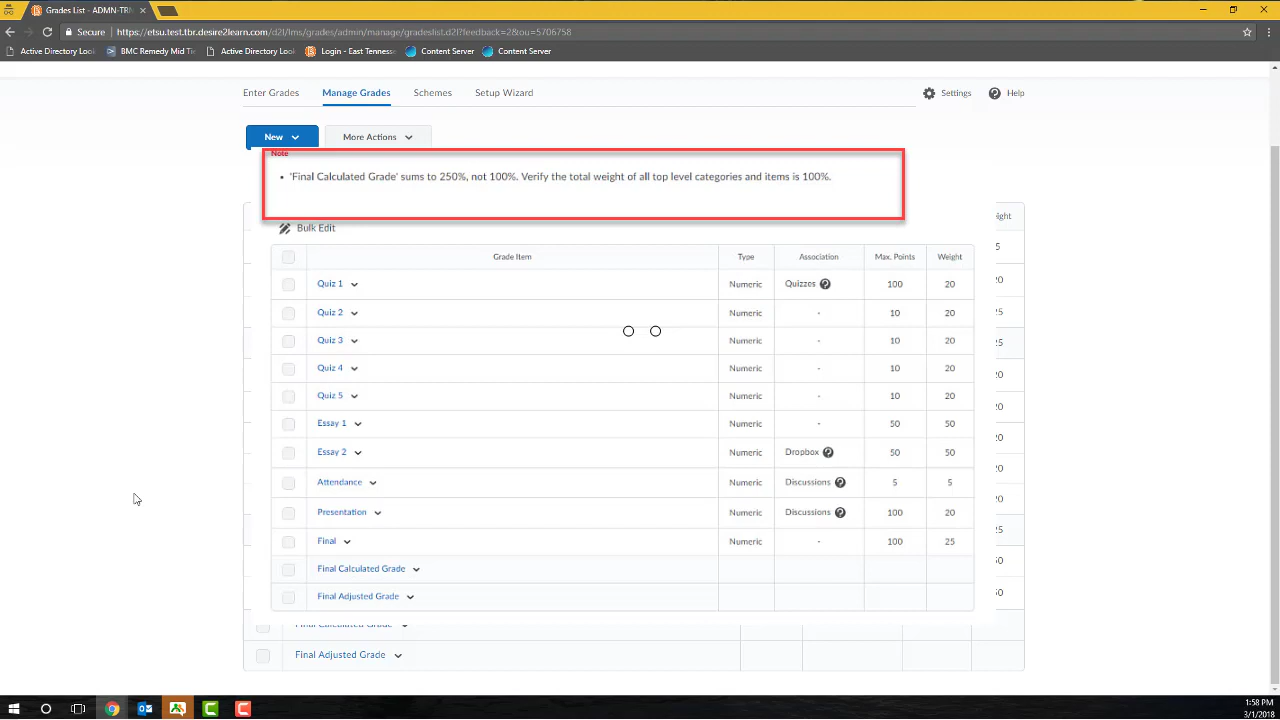 Grades List - ADMN-TRM
Secure
https://etsu.test.tbr.desire2learn.com/d2l/lms/grades/admin/manage/gradeslist.d2l?feedback=2&ou=5706758
Active Directory Look
BMC Remedy Mid Tie
Active Directory Look
Login - East Tennesse
Content Server
Content Server
Enter Grades
Manage Grades
Schemes
Setup Wizard
Settings
Help
New
More Actions
Note
• 'Final Calculated Grade' sums to 250%, not 100%. Verify the total weight of all top level categories and items is 100%.
Bulk Edit
Grade Item Type Association Max. Points Weight
Quiz 1 Numeric Quizzes 100 20
Quiz 2 Numeric - 10 20
Quiz 3 Numeric - 10 20
Quiz 4 Numeric - 10 20
Quiz 5 Numeric - 10 20
Essay 1 Numeric - 50 50
Essay 2 Numeric Dropbox 50 50
Attendance Numeric Discussions 5 5
Presentation Numeric Discussions 100 20
Final Numeric - 100 25
Final Calculated Grade
Final Adjusted Grade
Final Calculated Grade
Final Adjusted Grade
1:58 PM
3/1/2018